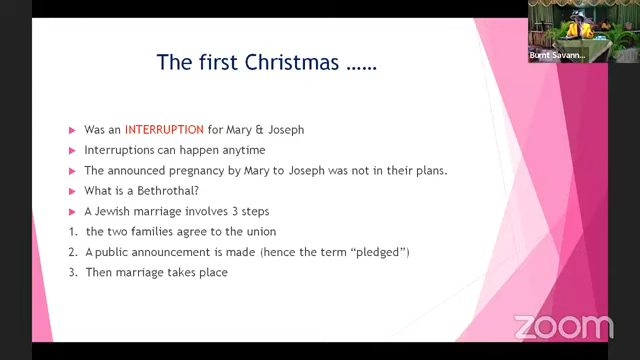 The first Christmas ......
Was an INTERRUPTION for Mary & Joseph
Interruptions can happen anytime
The announced pregnancy by Mary to Joseph was not in their plans.
What is a Bethrothal?
A Jewish marriage involves 3 steps
1. the two families agree to the union
2. A public announcement is made (hence the term “pledged”)
3. Then marriage takes place
Burnt Savann...
zoom